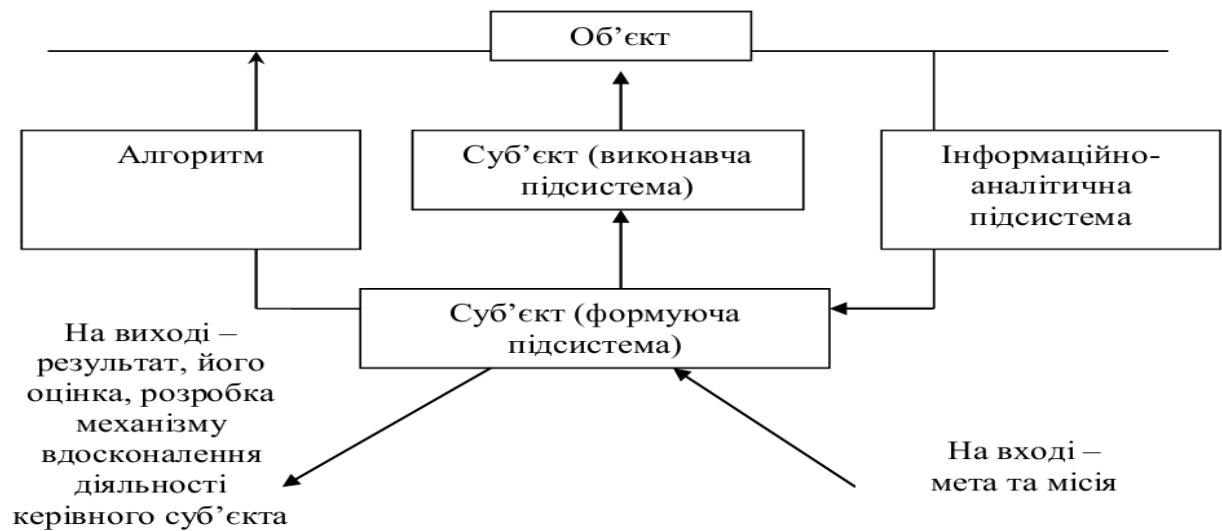 Об’єкт
Алгоритм
Суб’єкт (виконавча
підсистема)
Інформаційно-
аналітична
підсистема
Суб’єкт (формуюча
підсистема)
На виході –
результат, його
оцінка, розробка
механізму
вдосконалення
діяльності
керівного суб’єкта
На вході –
мета та місія